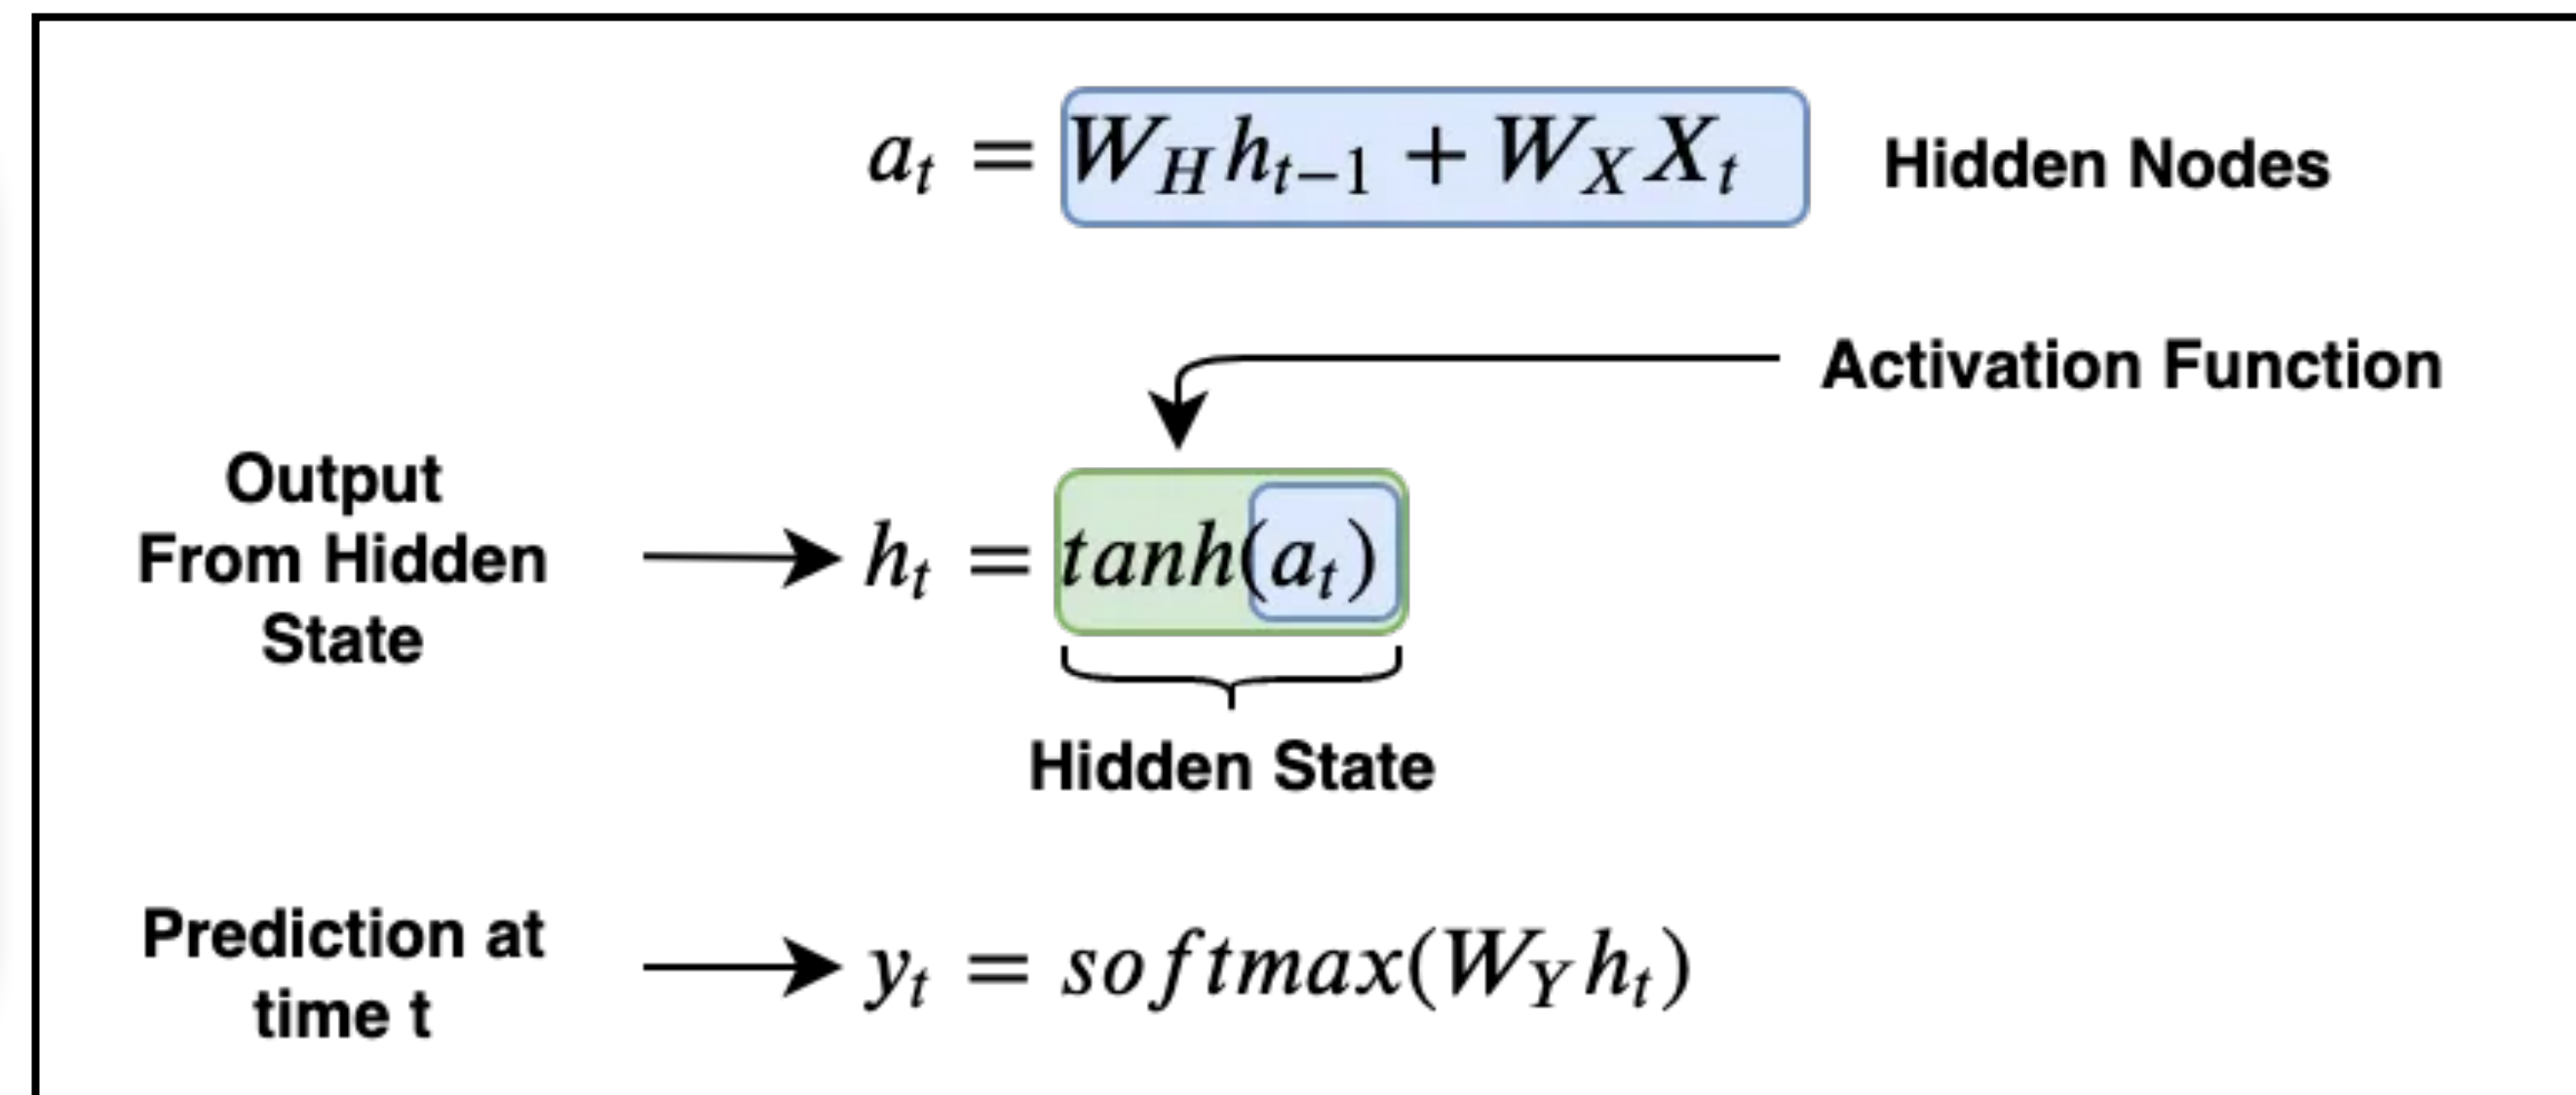 a_t = W_H h_{t-1} + W_X X_t Hidden Nodes
Activation Function
Output
From Hidden
State
h_t = tanh(a_t)
Hidden State
Prediction at
time t
y_t = softmax(W_Y h_t)